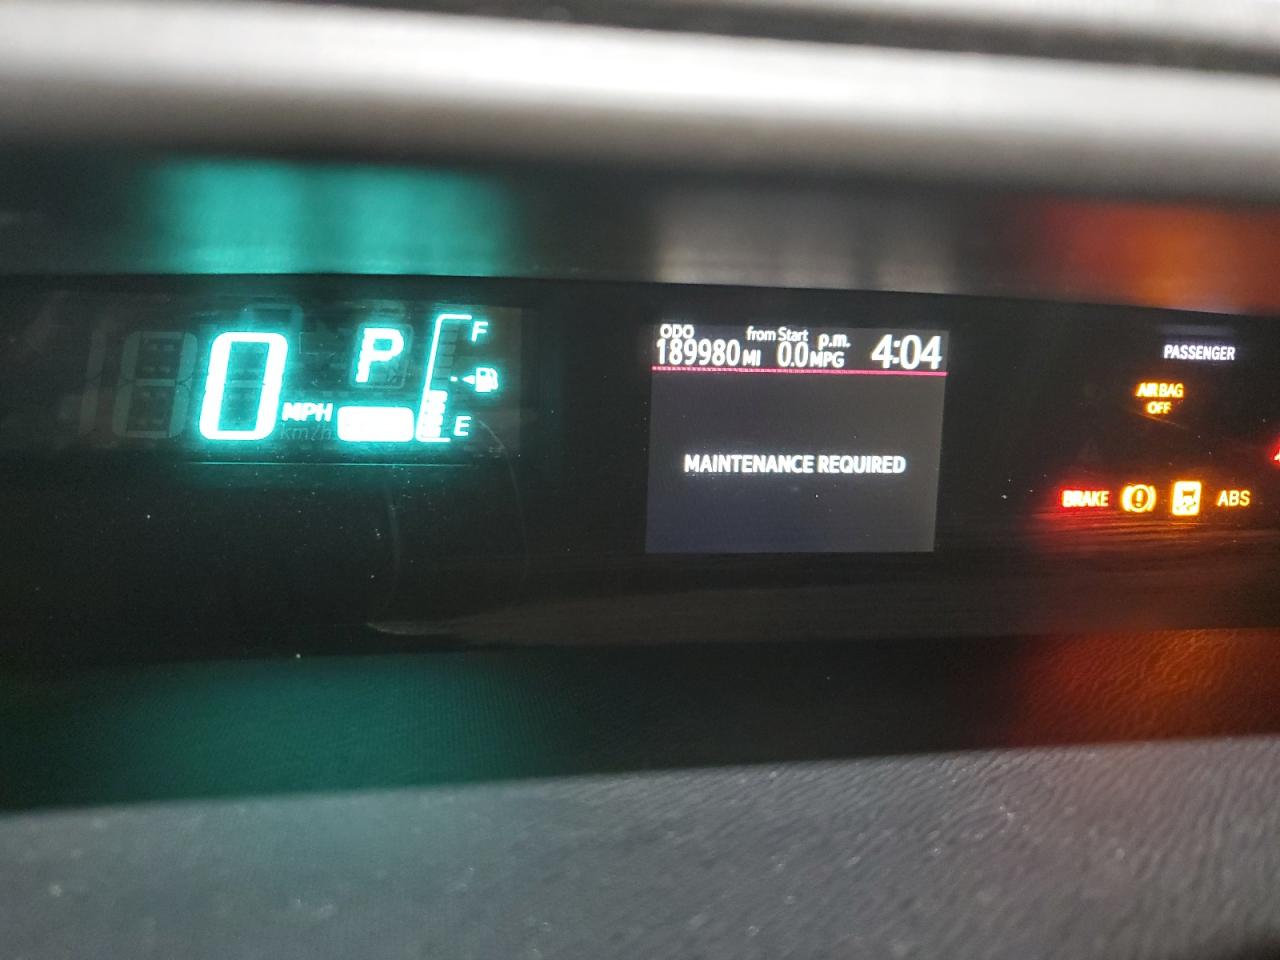 0 MPH
km/h
P
F
E
ODO from Start p.m.
189980 MI 0.0 MPG 4:04
MAINTENANCE REQUIRED
PASSENGER
AIR BAG
OFF
BRAKE ABS